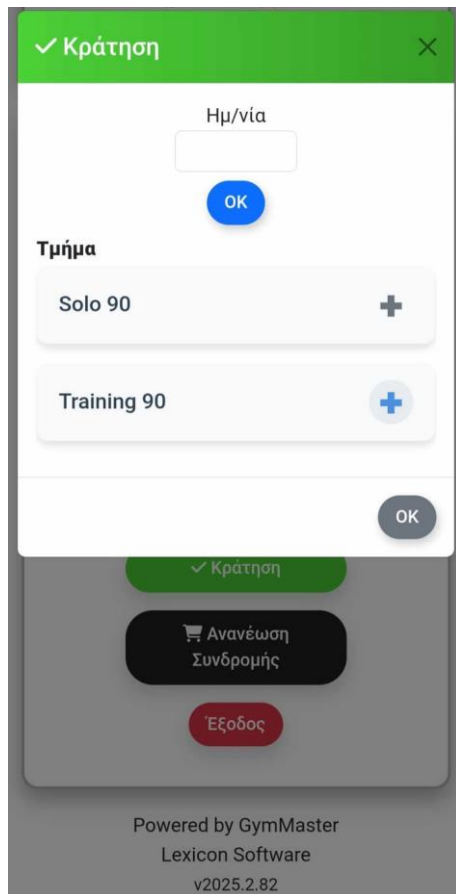 Κράτηση
Ημ/νία
OK
Τμήμα
Solo 90
Training 90
OK
Κράτηση
Ανανέωση
Συνδρομής
Έξοδος
Powered by GymMaster
Lexicon Software
v2025.2.82